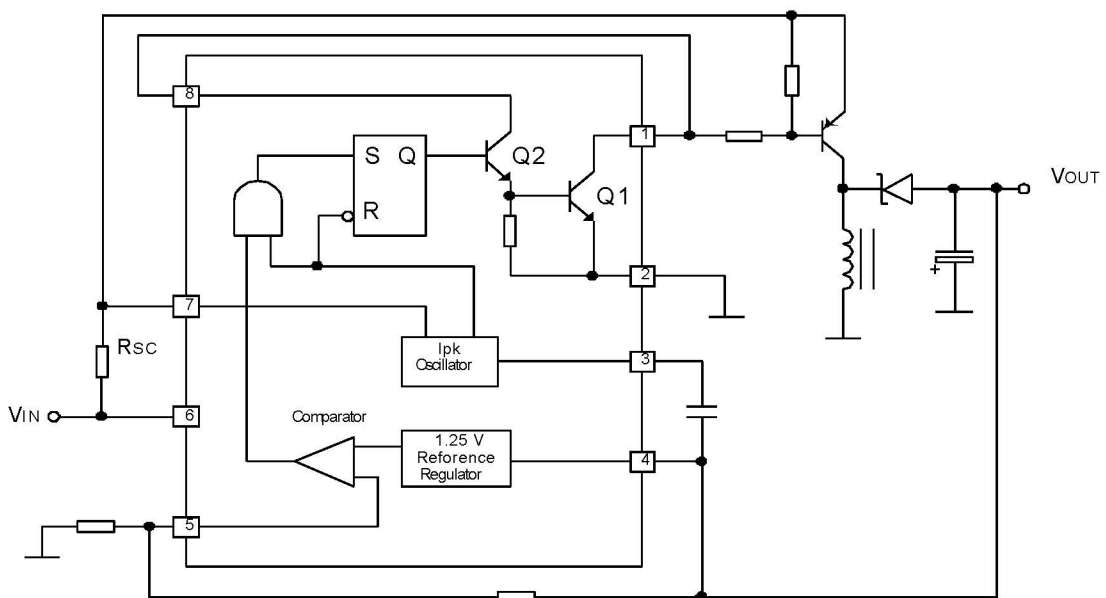 8
1
S Q
Q2
R
Q1
VOUT
2
+
7
RSC
Ipk
Oscillator
3
VIN
6
Comparator
1.25 V
Reference
Regulator
4
5